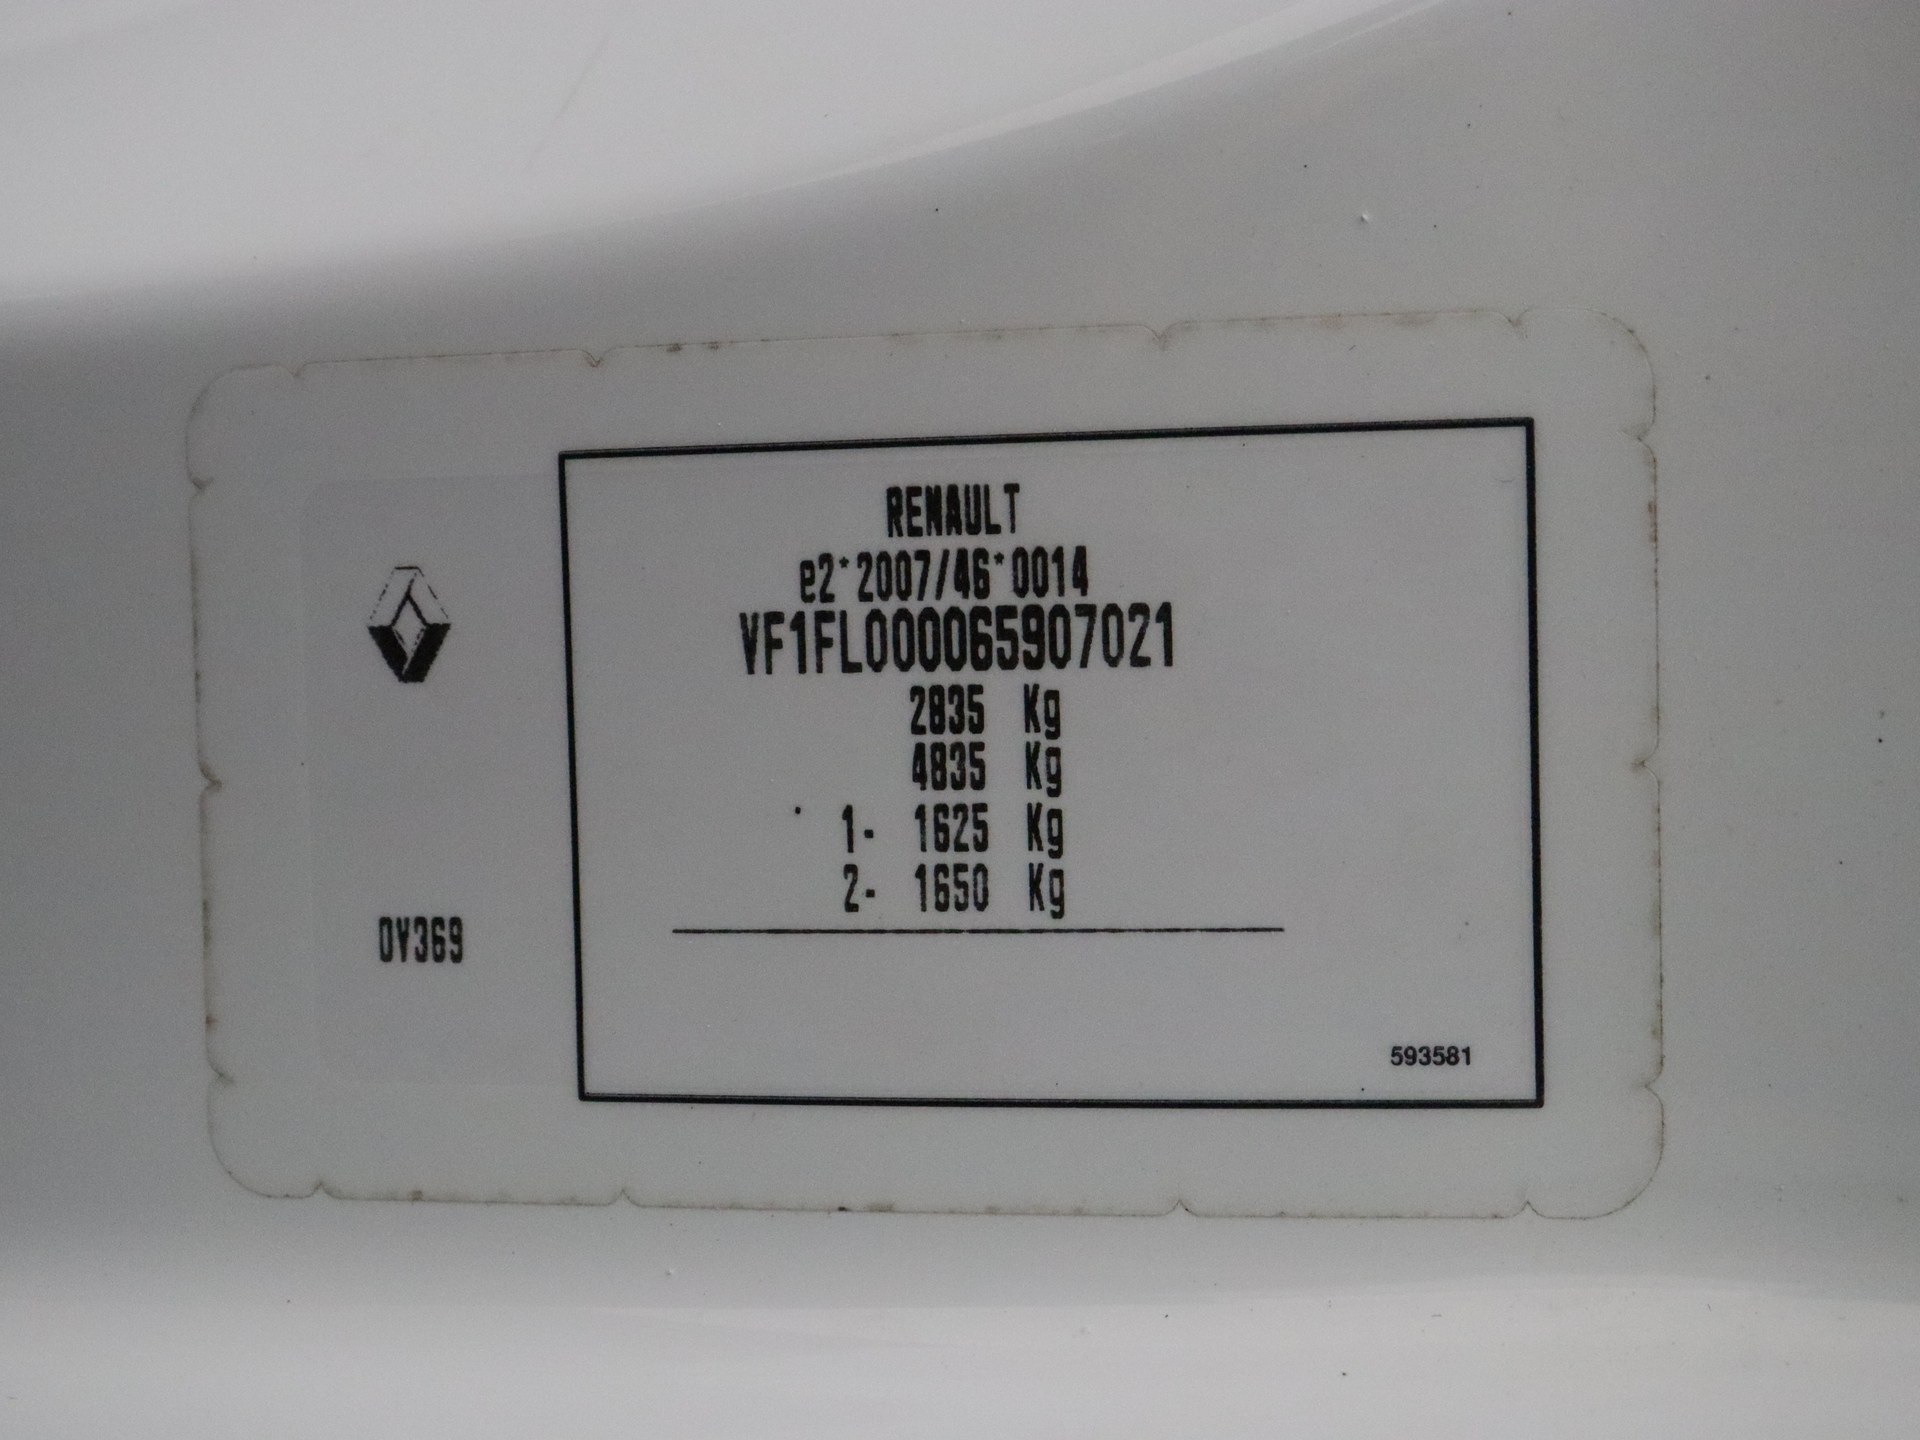 RENAULT
e2*2007/46*0014
VF1FL000065907021
2835 Kg
4835 Kg
1- 1625 Kg
2- 1650 Kg
0V369
593581